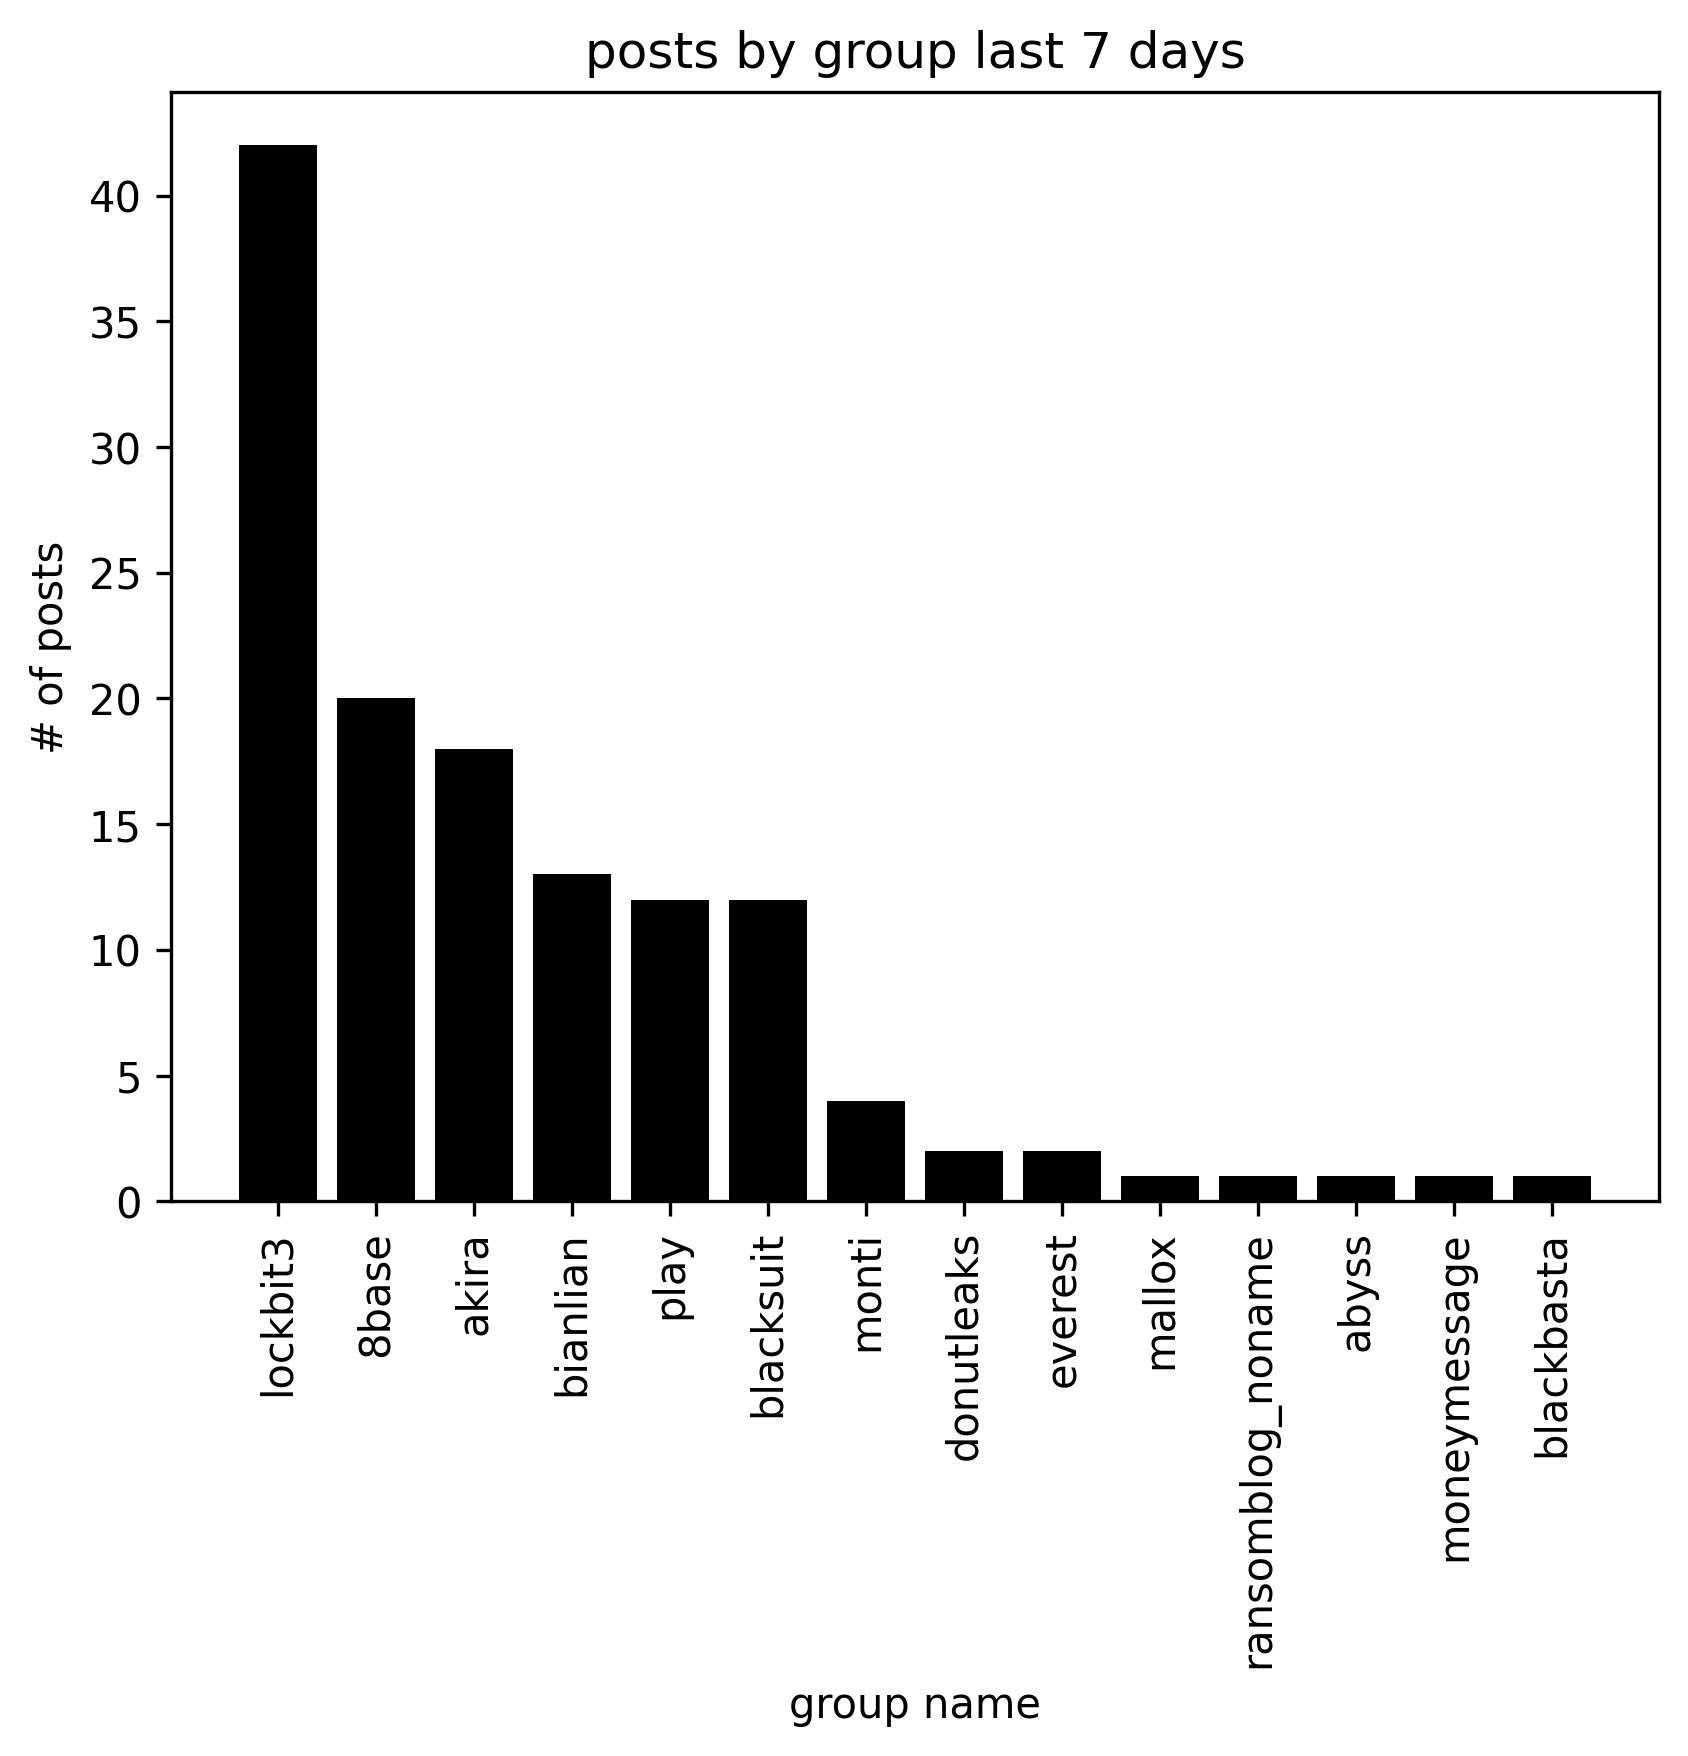 posts by group last 7 days
# of posts
40
35
30
25
20
15
10
5
0
lockbit3
8base
akira
bianlian
play
blacksuit
monti
donutleaks
everest
mallox
ransomblog_noname
abyss
moneymessage
blackbasta
group name